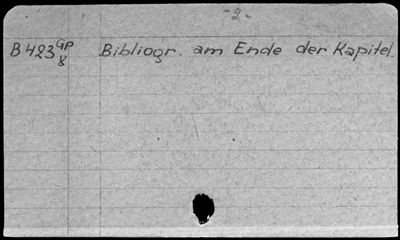 -2-
B 423 GP Bibliogr. am Ende der Kapitel.
8